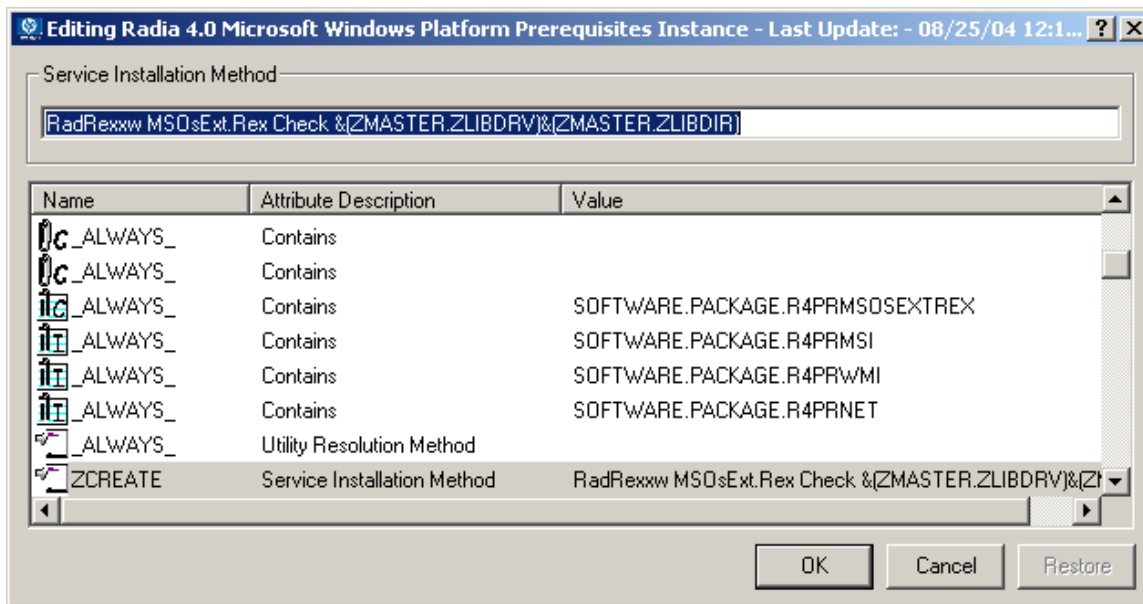 Editing Radia 4.0 Microsoft Windows Platform Prerequisites Instance - Last Update: - 08/25/04 12:1...
Service Installation Method
RadRexxw MSOsExt.Rex Check &(ZMASTER.ZLIBDRV)&(ZMASTER.ZLIBDIR)
Name Attribute Description Value
_ALWAYS_ Contains
_ALWAYS_ Contains
_ALWAYS_ Contains SOFTWARE.PACKAGE.R4PRMSOSEXTREX
_ALWAYS_ Contains SOFTWARE.PACKAGE.R4PRMSI
_ALWAYS_ Contains SOFTWARE.PACKAGE.R4PRWMI
_ALWAYS_ Contains SOFTWARE.PACKAGE.R4PRNET
_ALWAYS_ Utility Resolution Method
ZCREATE Service Installation Method RadRexxw MSOsExt.Rex Check &(ZMASTER.ZLIBDRV)&(ZM
OK Cancel Restore